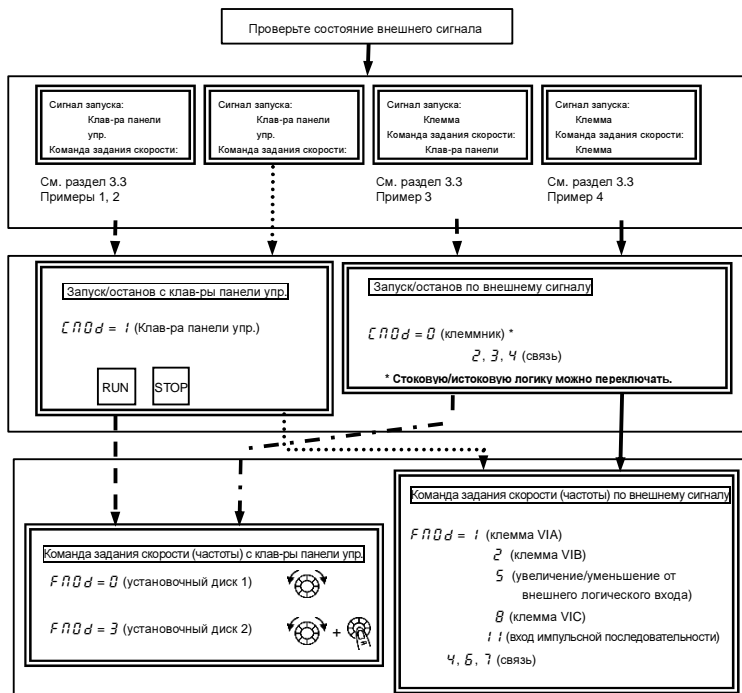 Проверьте состояние внешнего сигнала
Сигнал запуска:
Клав-ра панели
упр.
Команда задания скорости:
Сигнал запуска:
Клав-ра панели
упр.
Команда задания скорости:
Сигнал запуска:
Клемма
Команда задания скорости:
Клав-ра панели
Сигнал запуска:
Клемма
Команда задания скорости:
Клемма
См. раздел 3.3
Примеры 1, 2
См. раздел 3.3
Пример 3
См. раздел 3.3
Пример 4
Запуск/останов с клав-ры панели упр.
CMOd = 1 (Клав-ра панели упр.)
RUN
STOP
Запуск/останов по внешнему сигналу
CMOd = 0 (клеммник) *
2, 3, 4 (связь)
* Стоковую/истоковую логику можно переключать.
Команда задания скорости (частоты) с клав-ры панели упр.
FMOd = 0 (установочный диск 1)
FMOd = 3 (установочный диск 2)
+
Команда задания скорости (частоты) по внешнему сигналу
FMOd = 1 (клемма VIA)
2 (клемма VIB)
5 (увеличение/уменьшение от
внешнего логического входа)
8 (клемма VIC)
11 (вход импульсной последовательности)
4, 6, 7 (связь)